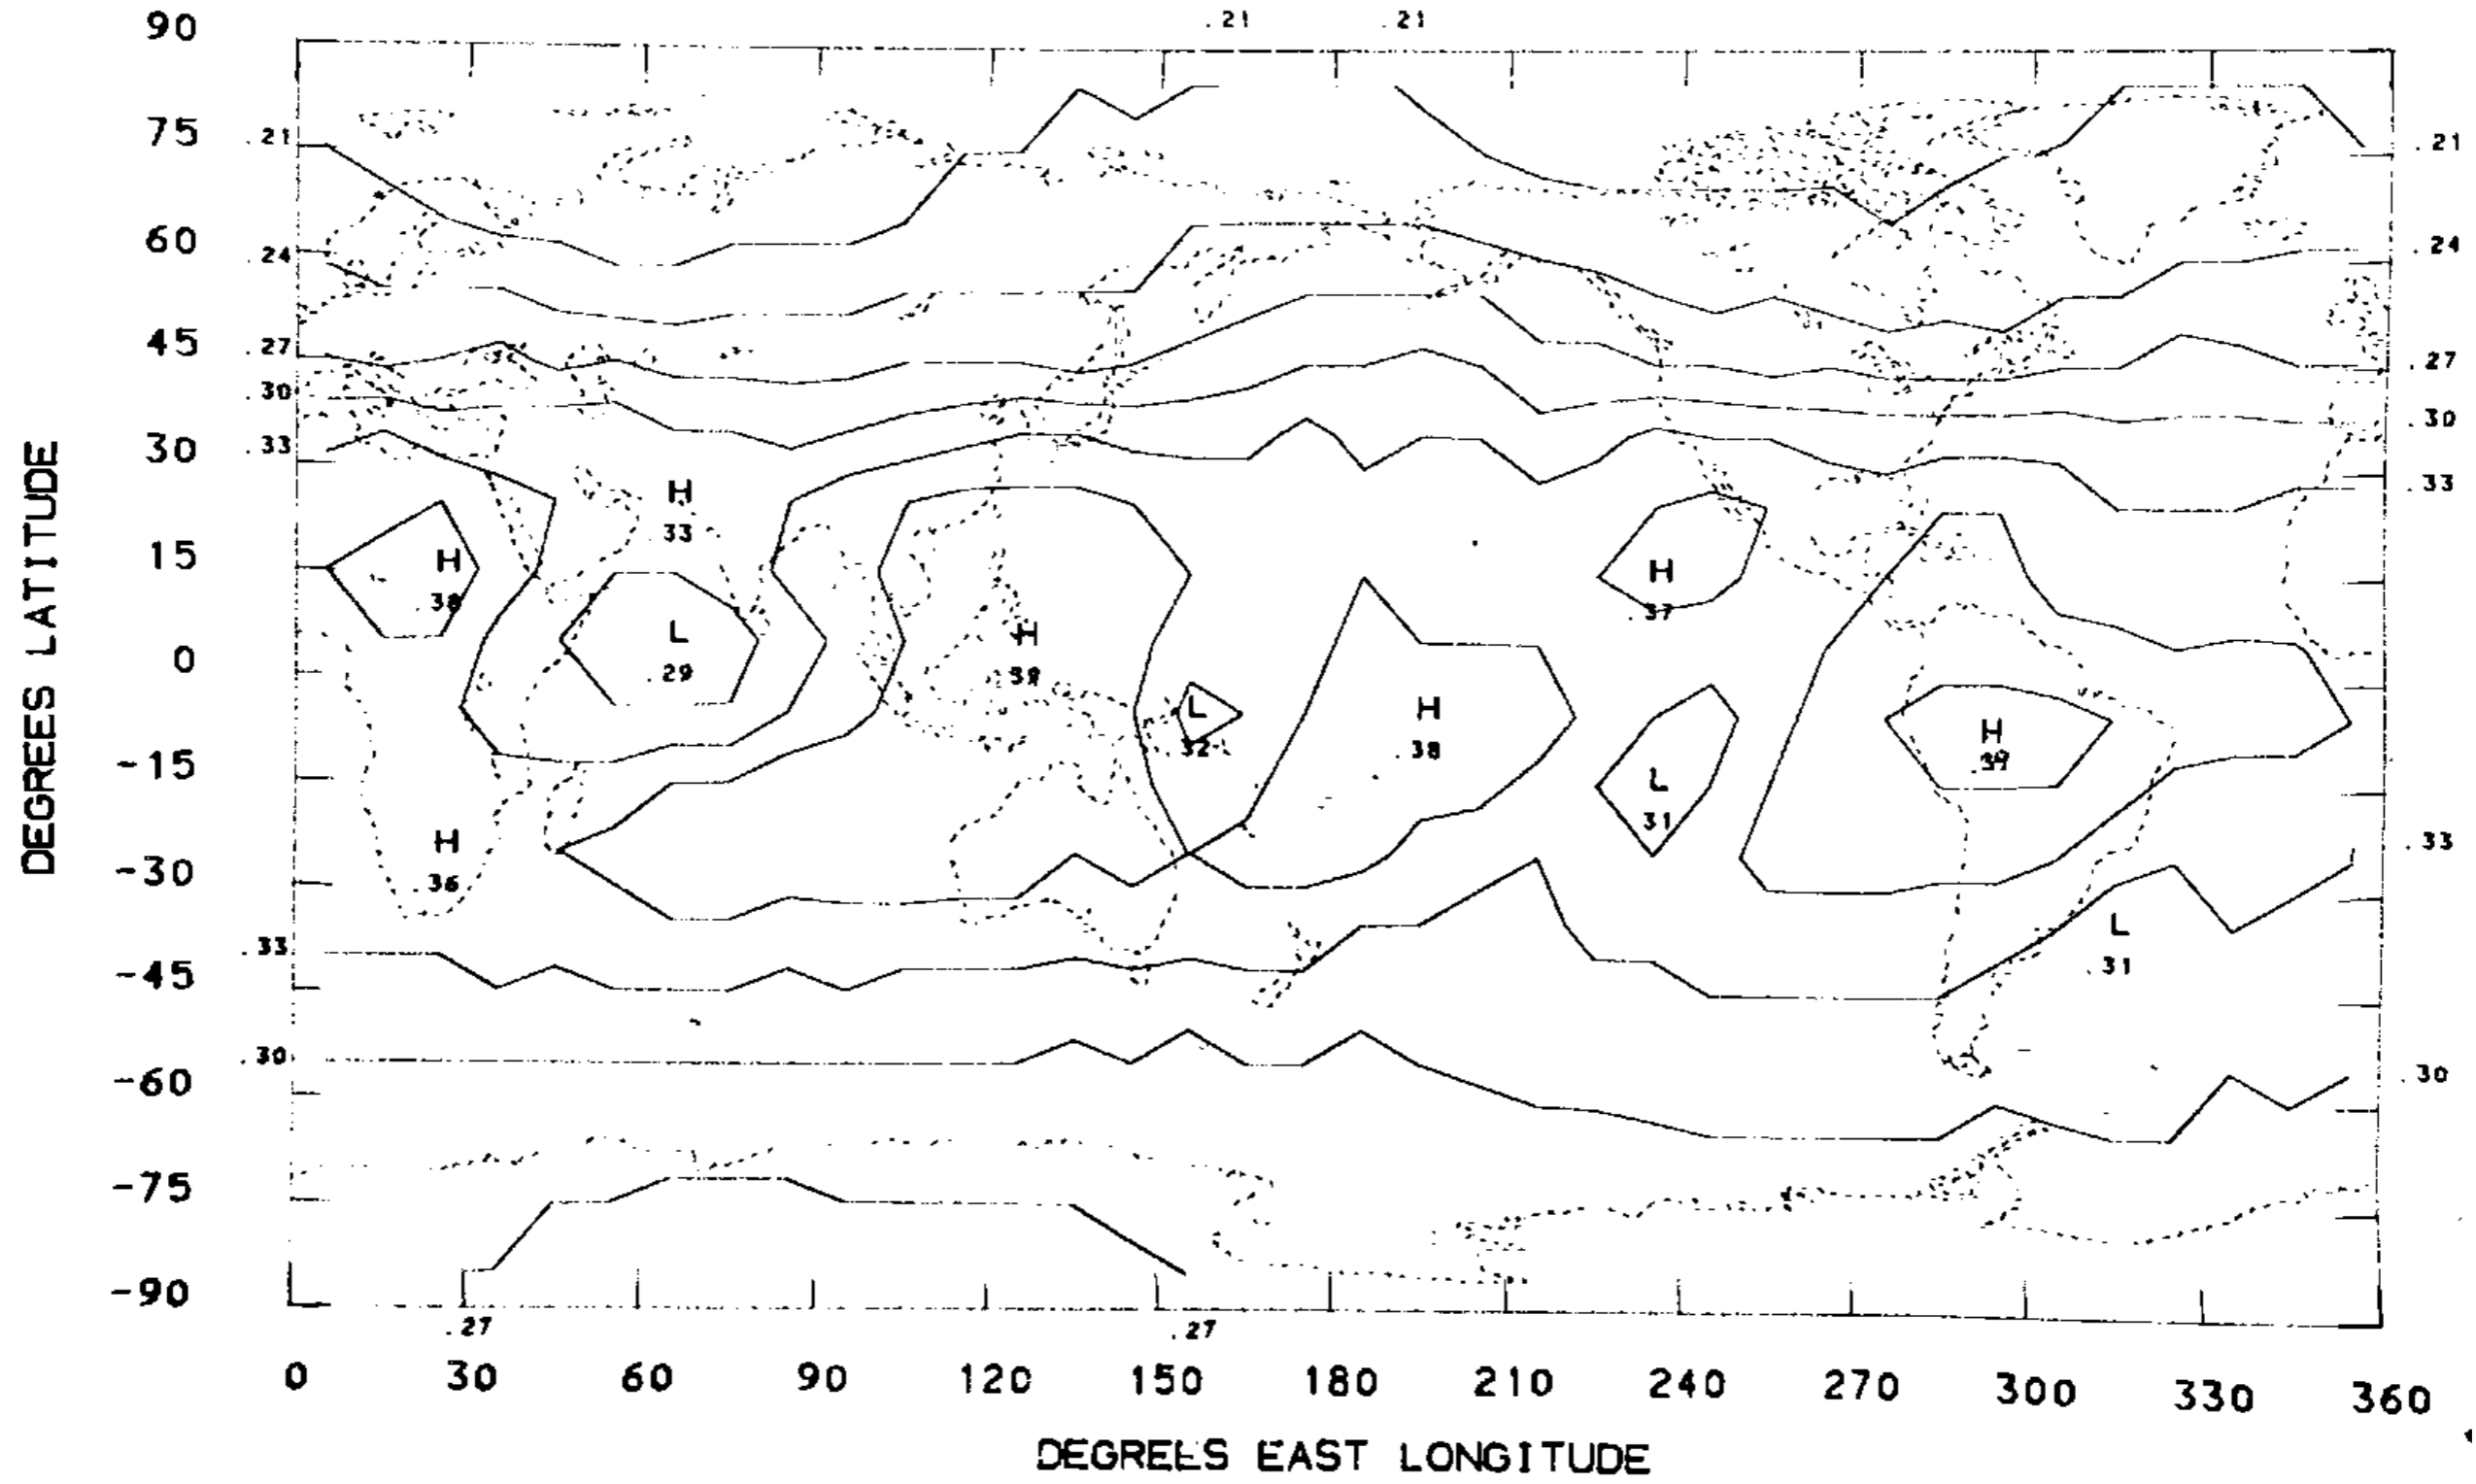 .21 .21
90
75 .21 .21
60 .24 .24
45 .27 .27
.30 .30
30 .33 .33
H
33
15 H H
.38 .37
0 L H
.29 39
L H H
.32 .38
-15 L
.31 .33
H
-30 .36
L
.33 .31
-45
.30 .30
-60
-75
-90
.27 .27
0 30 60 90 120 150 180 210 240 270 300 330 360
DEGREES EAST LONGITUDE
DEGREES LATITUDE